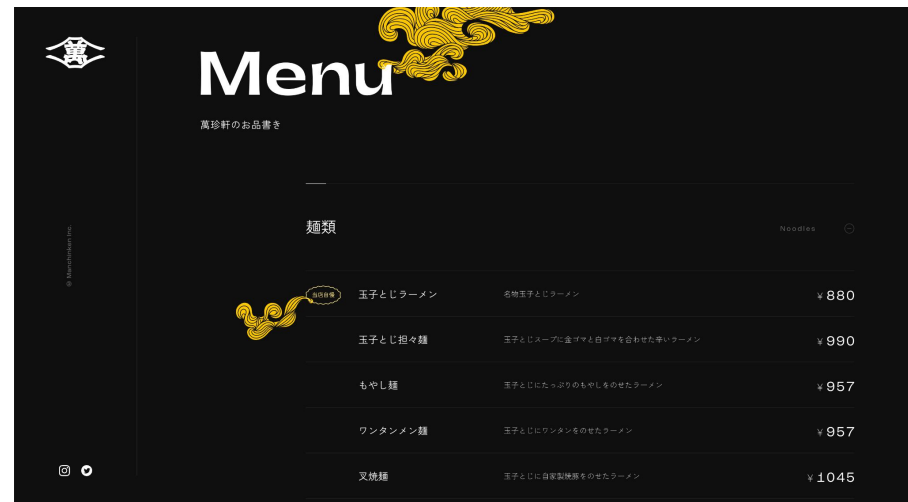 萬
Menu
萬珍軒のお品書き
© Manchinken Inc.
麺類
Noodles
当店自慢
玉子とじラーメン
名物玉子とじラーメン
¥880
玉子とじ担々麺
玉子とじスープに金ゴマと白ゴマを合わせた辛いラーメン
¥990
もやし麺
玉子とじにたっぷりのもやしをのせたラーメン
¥957
ワンタンメン麺
玉子とじにワンタンをのせたラーメン
¥957
叉焼麺
玉子とじに自家製焼豚をのせたラーメン
¥1045